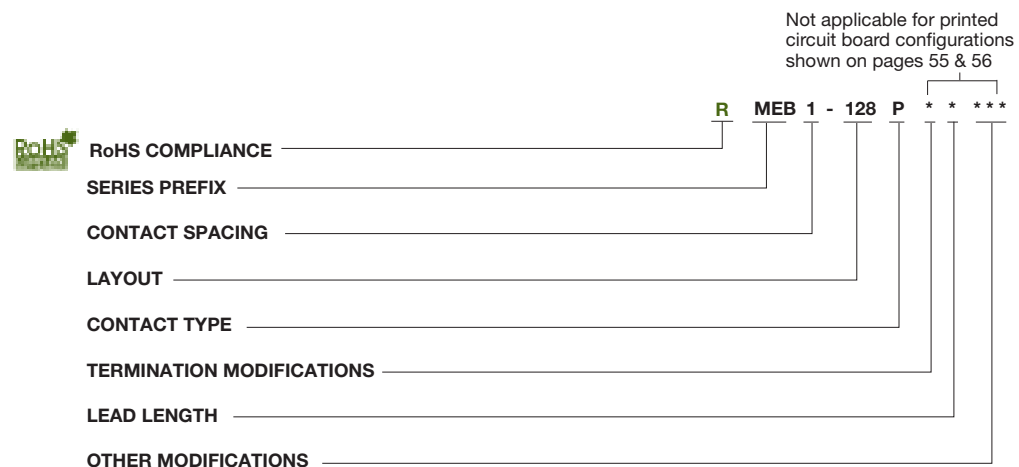 Not applicable for printed
circuit board configurations
shown on pages 55 & 56
R MEB 1 - 128 P * * ***
RoHS
RoHS COMPLIANCE
SERIES PREFIX
CONTACT SPACING
LAYOUT
CONTACT TYPE
TERMINATION MODIFICATIONS
LEAD LENGTH
OTHER MODIFICATIONS